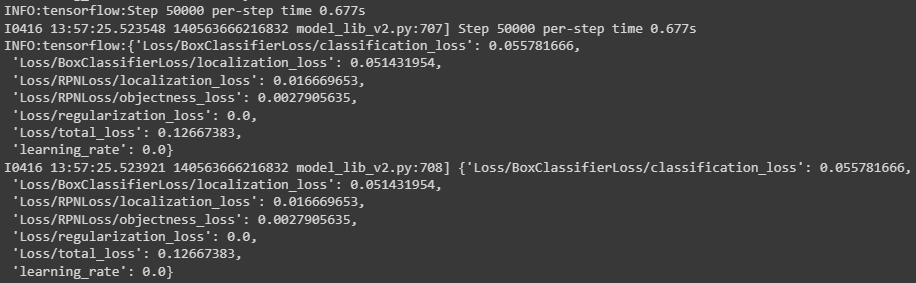 INFO:tensorflow:Step 50000 per-step time 0.677s
I0416 13:57:25.523548 140563666216832 model_lib_v2.py:707] Step 50000 per-step time 0.677s
INFO:tensorflow:{'Loss/BoxClassifierLoss/classification_loss': 0.055781666,
 'Loss/BoxClassifierLoss/localization_loss': 0.051431954,
 'Loss/RPNLoss/localization_loss': 0.016669653,
 'Loss/RPNLoss/objectness_loss': 0.0027905635,
 'Loss/regularization_loss': 0.0,
 'Loss/total_loss': 0.12667383,
 'learning_rate': 0.0}
I0416 13:57:25.523921 140563666216832 model_lib_v2.py:708] {'Loss/BoxClassifierLoss/classification_loss': 0.055781666,
 'Loss/BoxClassifierLoss/localization_loss': 0.051431954,
 'Loss/RPNLoss/localization_loss': 0.016669653,
 'Loss/RPNLoss/objectness_loss': 0.0027905635,
 'Loss/regularization_loss': 0.0,
 'Loss/total_loss': 0.12667383,
 'learning_rate': 0.0}